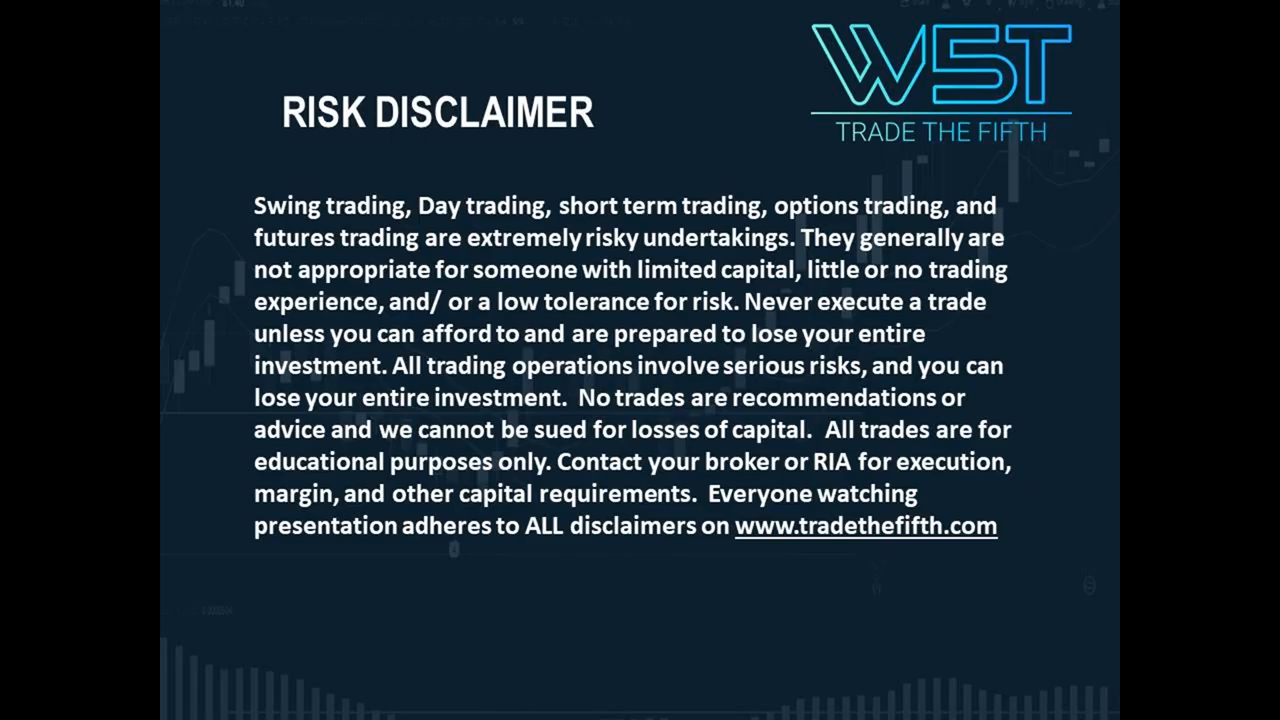 W5T
TRADE THE FIFTH
RISK DISCLAIMER
Swing trading, Day trading, short term trading, options trading, and
futures trading are extremely risky undertakings. They generally are
not appropriate for someone with limited capital, little or no trading
experience, and/ or a low tolerance for risk. Never execute a trade
unless you can afford to and are prepared to lose your entire
investment. All trading operations involve serious risks, and you can
lose your entire investment.  No trades are recommendations or
advice and we cannot be sued for losses of capital.  All trades are for
educational purposes only. Contact your broker or RIA for execution,
margin, and other capital requirements.  Everyone watching
presentation adheres to ALL disclaimers on www.tradethefifth.com